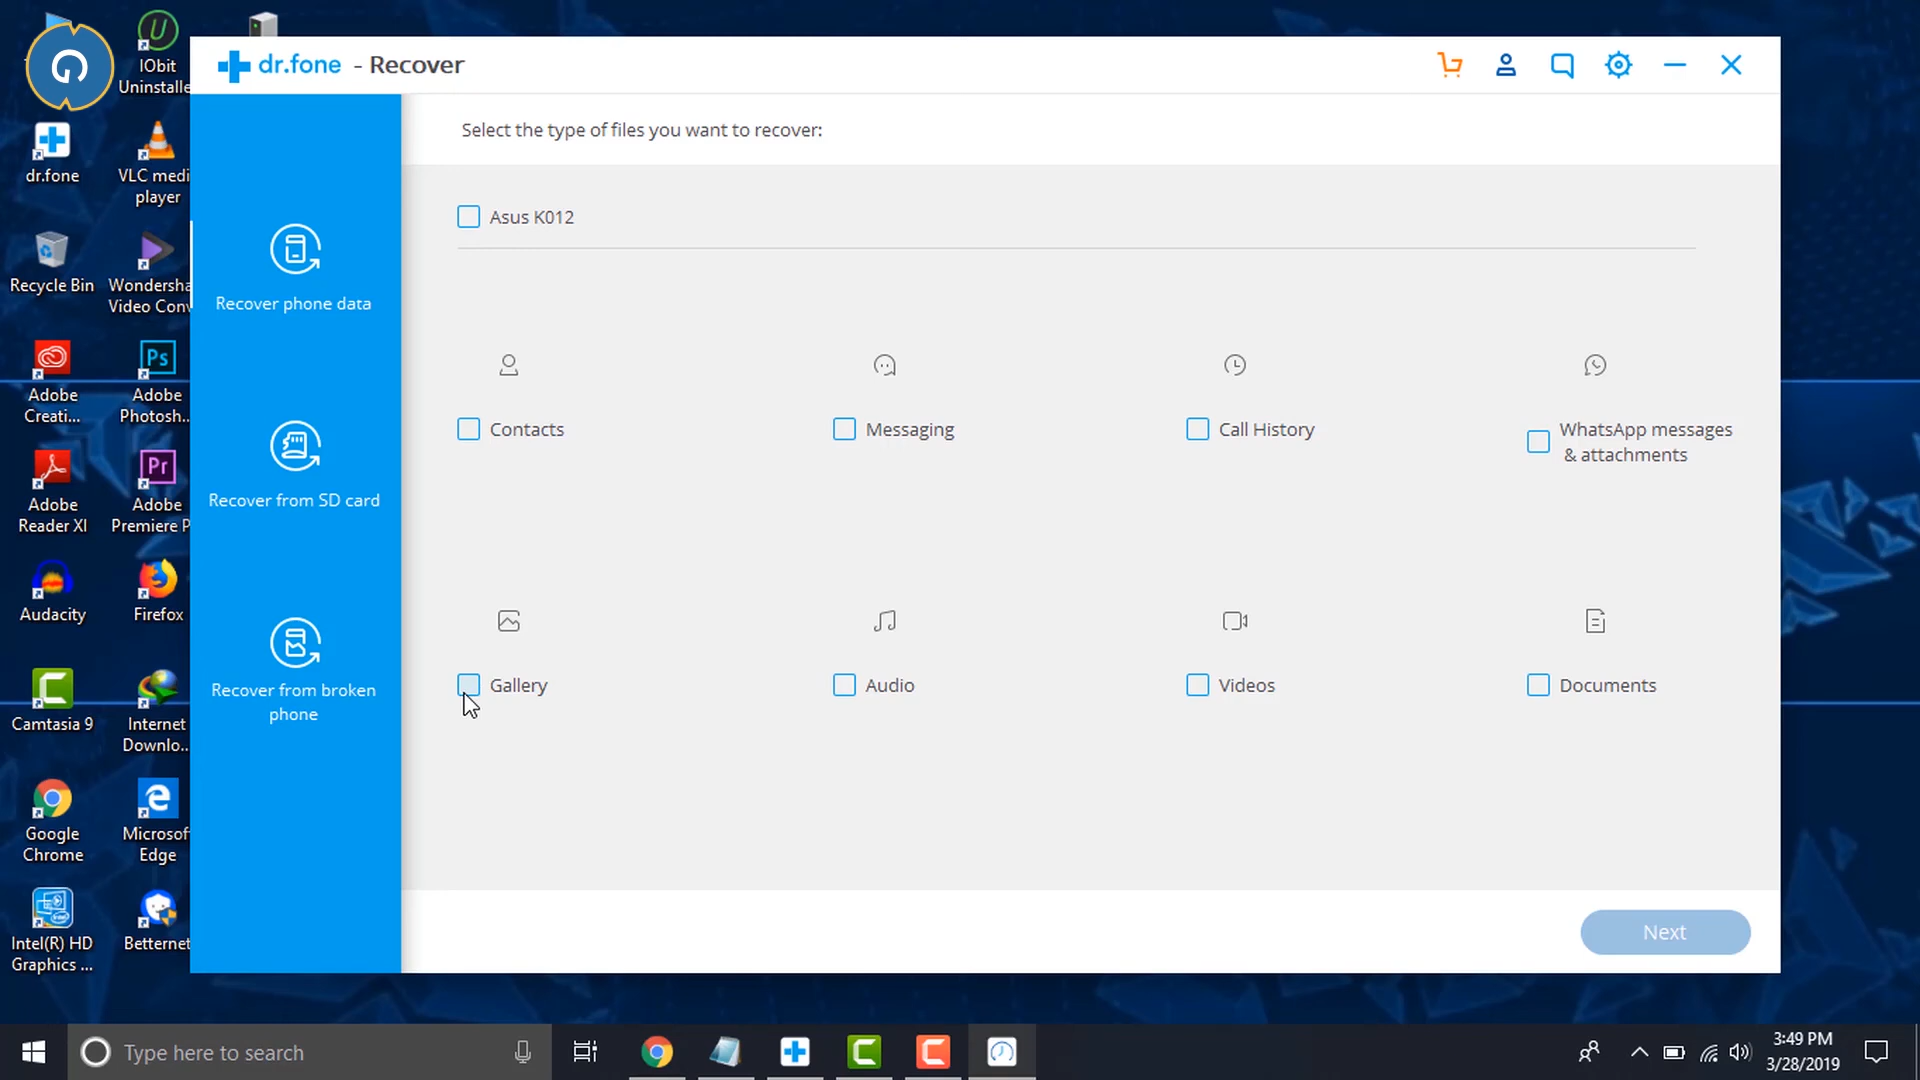 IObit
Uninstalle
dr.fone - Recover
Select the type of files you want to recover:
dr.fone
VLC medi
player
Asus K012
Recycle Bin
Wondersha
Video Conv
Recover phone data
Contacts
Messaging
Call History
WhatsApp messages
& attachments
Adobe
Creati...
Ps
Adobe
Photosh...
Recover from SD card
Adobe
Reader XI
Pr
Adobe
Premiere P
Gallery
Audio
Videos
Documents
Audacity
Firefox
Recover from broken
phone
Camtasia 9
Internet
Downlo...
Google
Chrome
Microsof
Edge
Intel(R) HD
Graphics ...
Betternet
Next
Type here to search
3:49 PM
3/28/2019